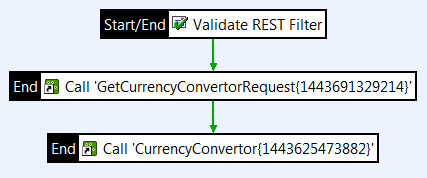 Start/End Validate REST Filter
End Call 'GetCurrencyConvertorRequest{1443691329214}'
End Call 'CurrencyConvertor{1443625473882}'